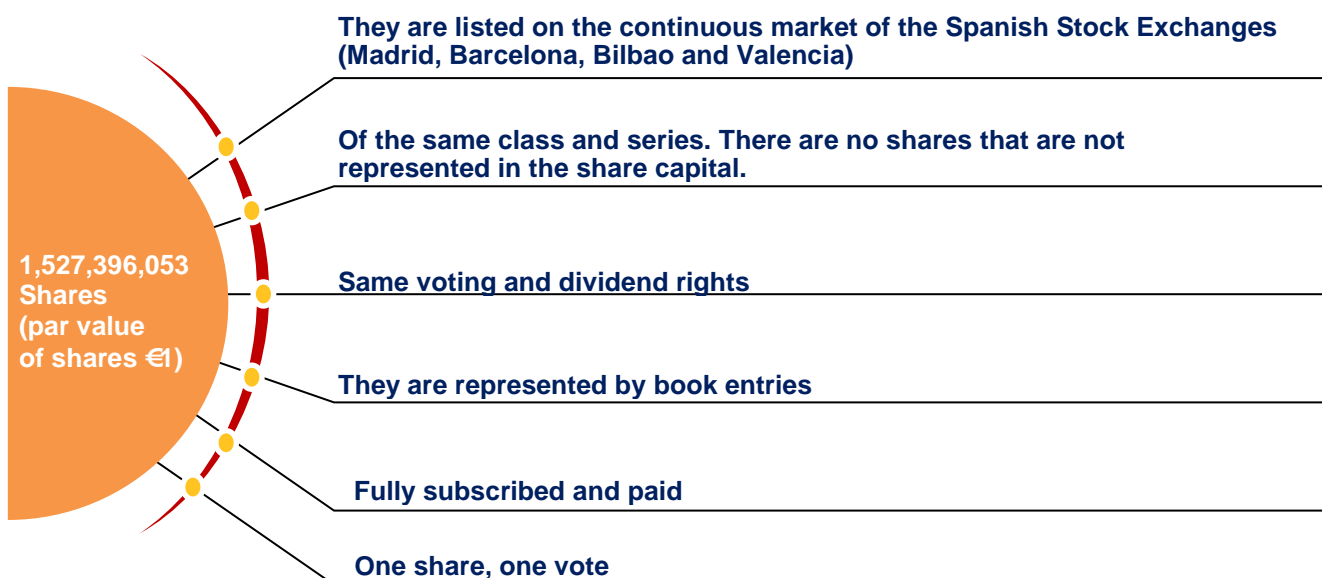 They are listed on the continuous market of the Spanish Stock Exchanges
(Madrid, Barcelona, Bilbao and Valencia)
Of the same class and series. There are no shares that are not
represented in the share capital.
1,527,396,053
Shares
(par value
of shares €1)
Same voting and dividend rights
They are represented by book entries
Fully subscribed and paid
One share, one vote